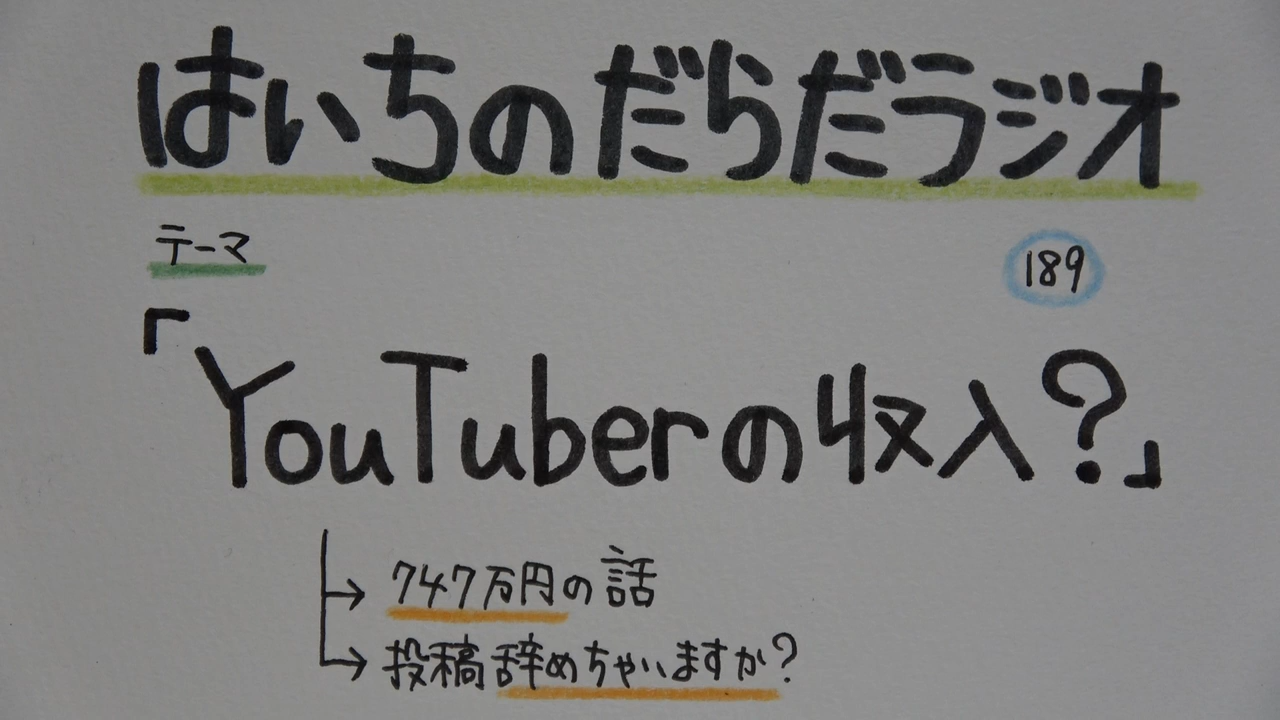 はいちのだらだラジオ
テーマ
189
「YouTuberの収入?」
→ 747万円の話
→ 投稿辞めちゃいますか?